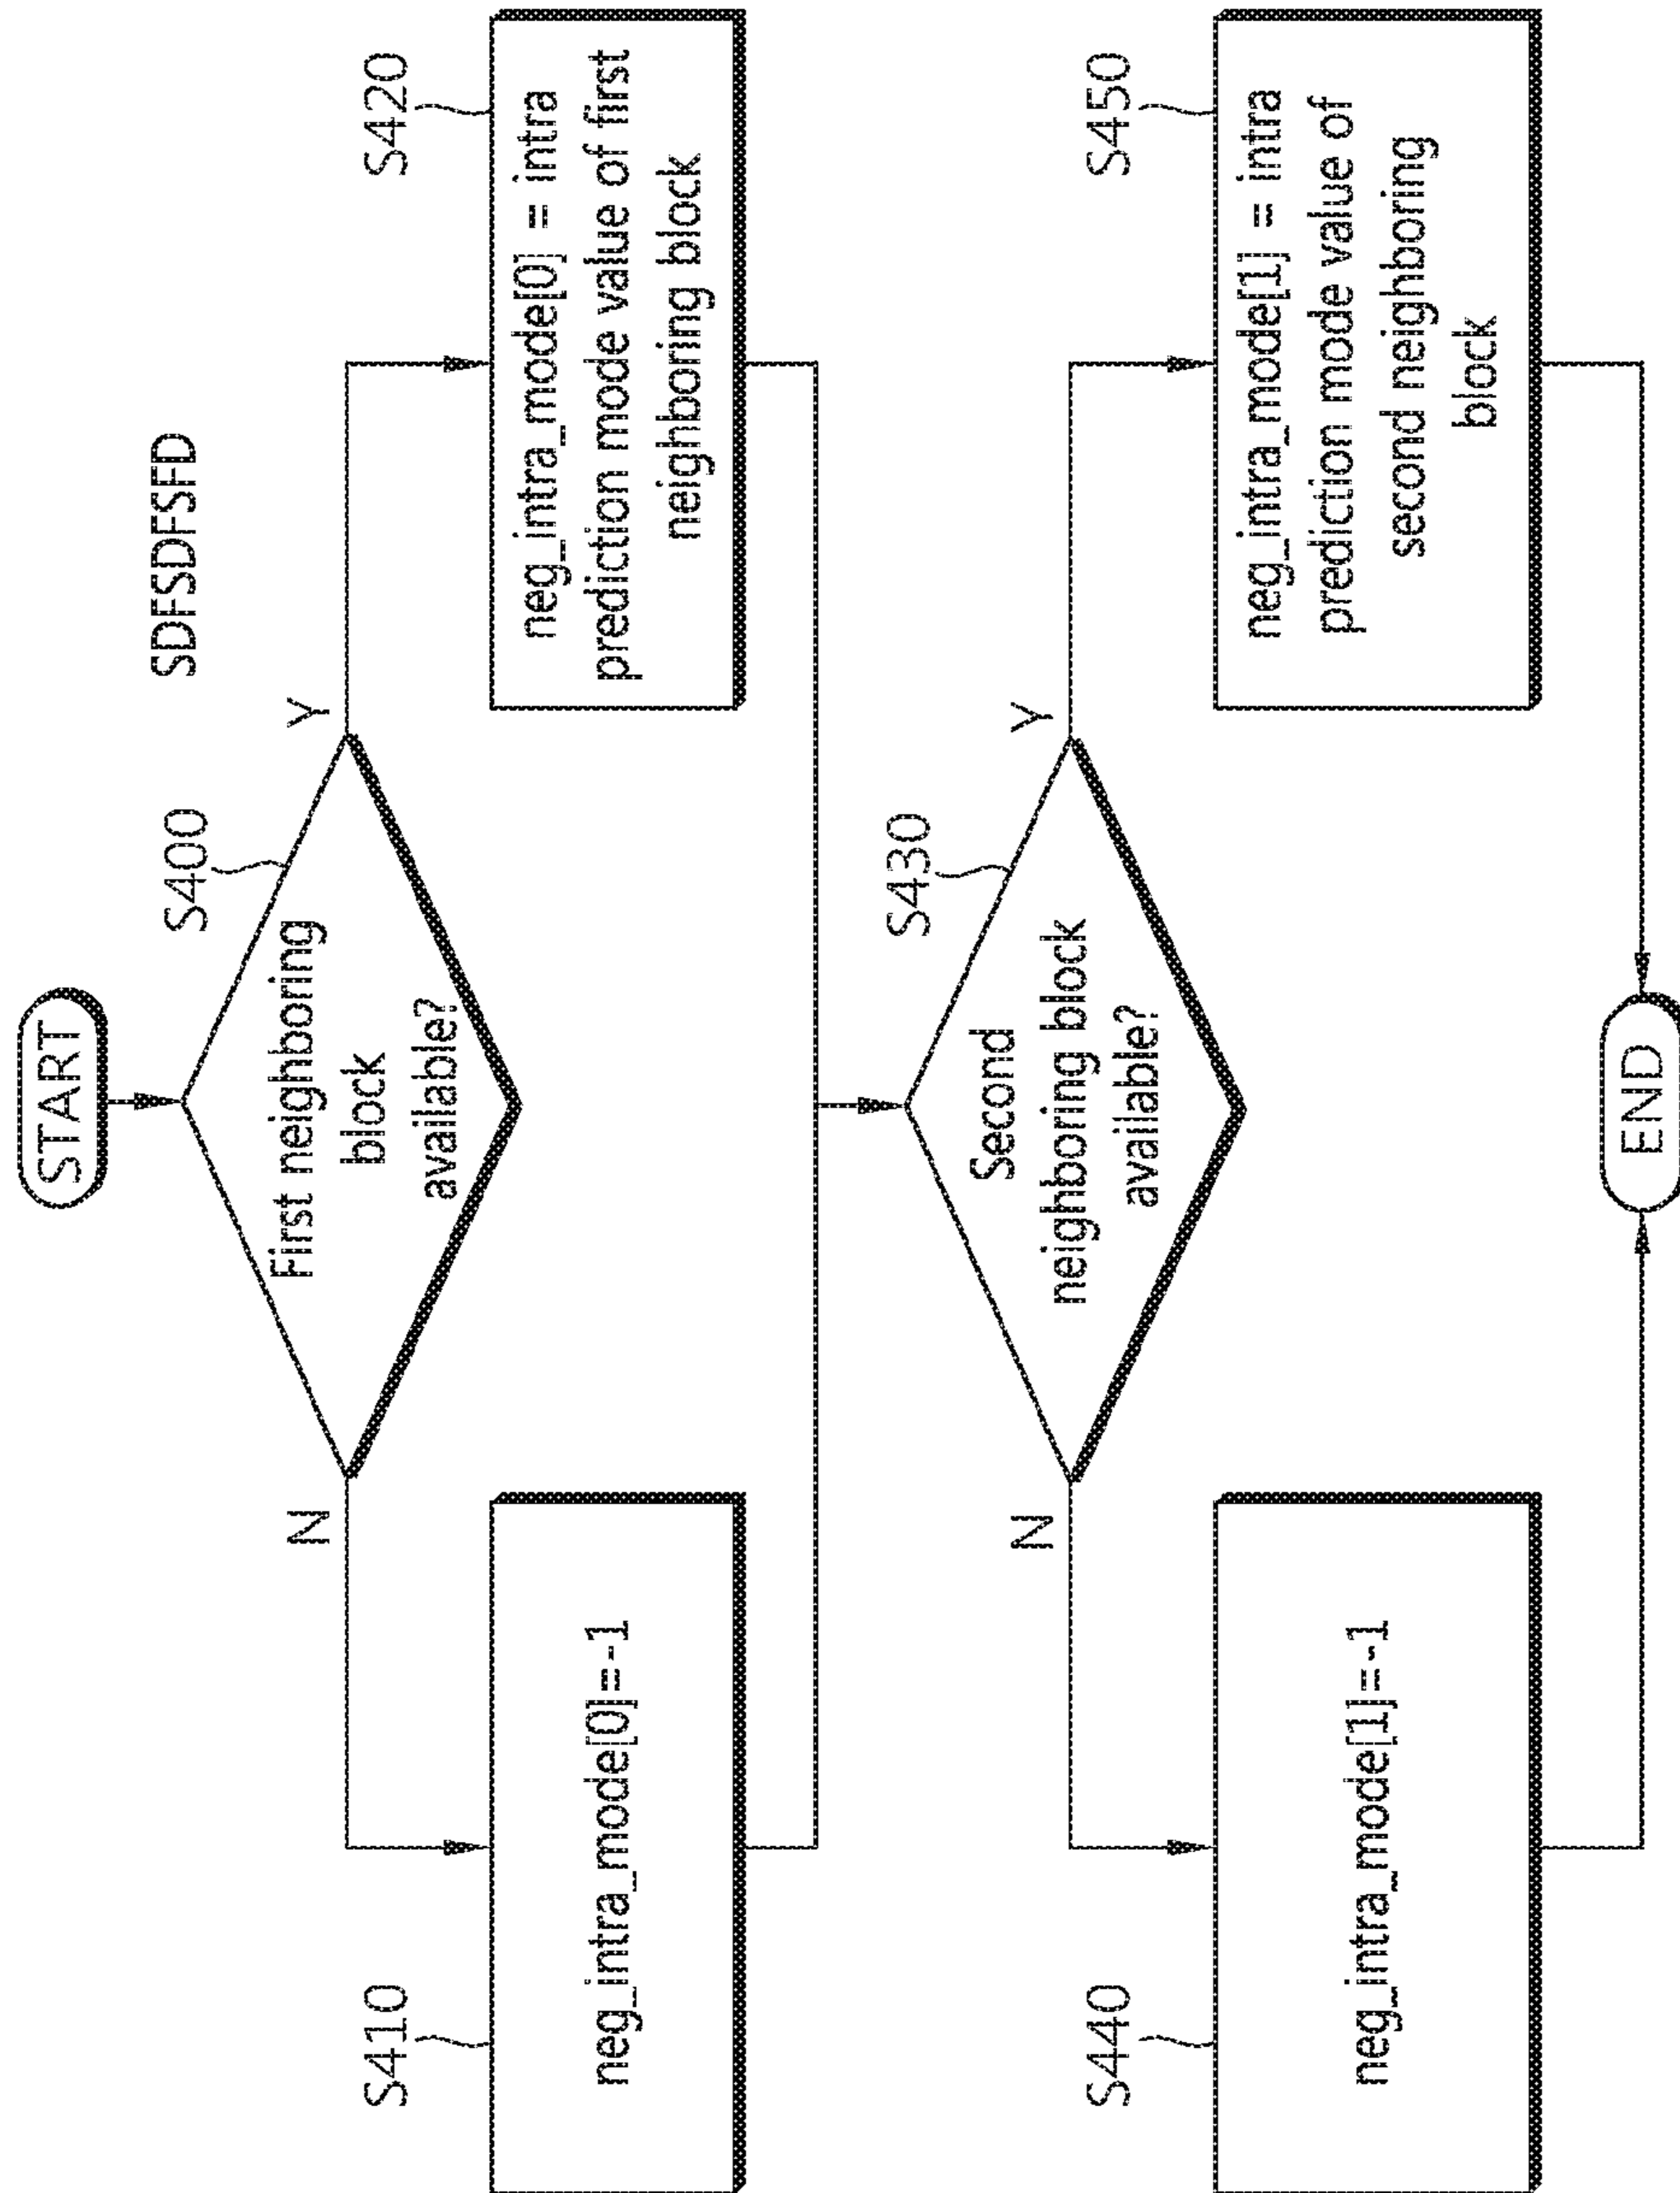 START
SDFSDFSFD
S400
First neighboring
block
available?
N
Y
S410
neg_intra_mode[0]=-1
S420
neg_intra_mode[0] = intra
prediction mode value of first
neighboring block
S430
Second
neighboring block
available?
N
Y
S440
neg_intra_mode[1]=-1
S450
neg_intra_mode[1] = intra
prediction mode value of
second neighboring
block
END